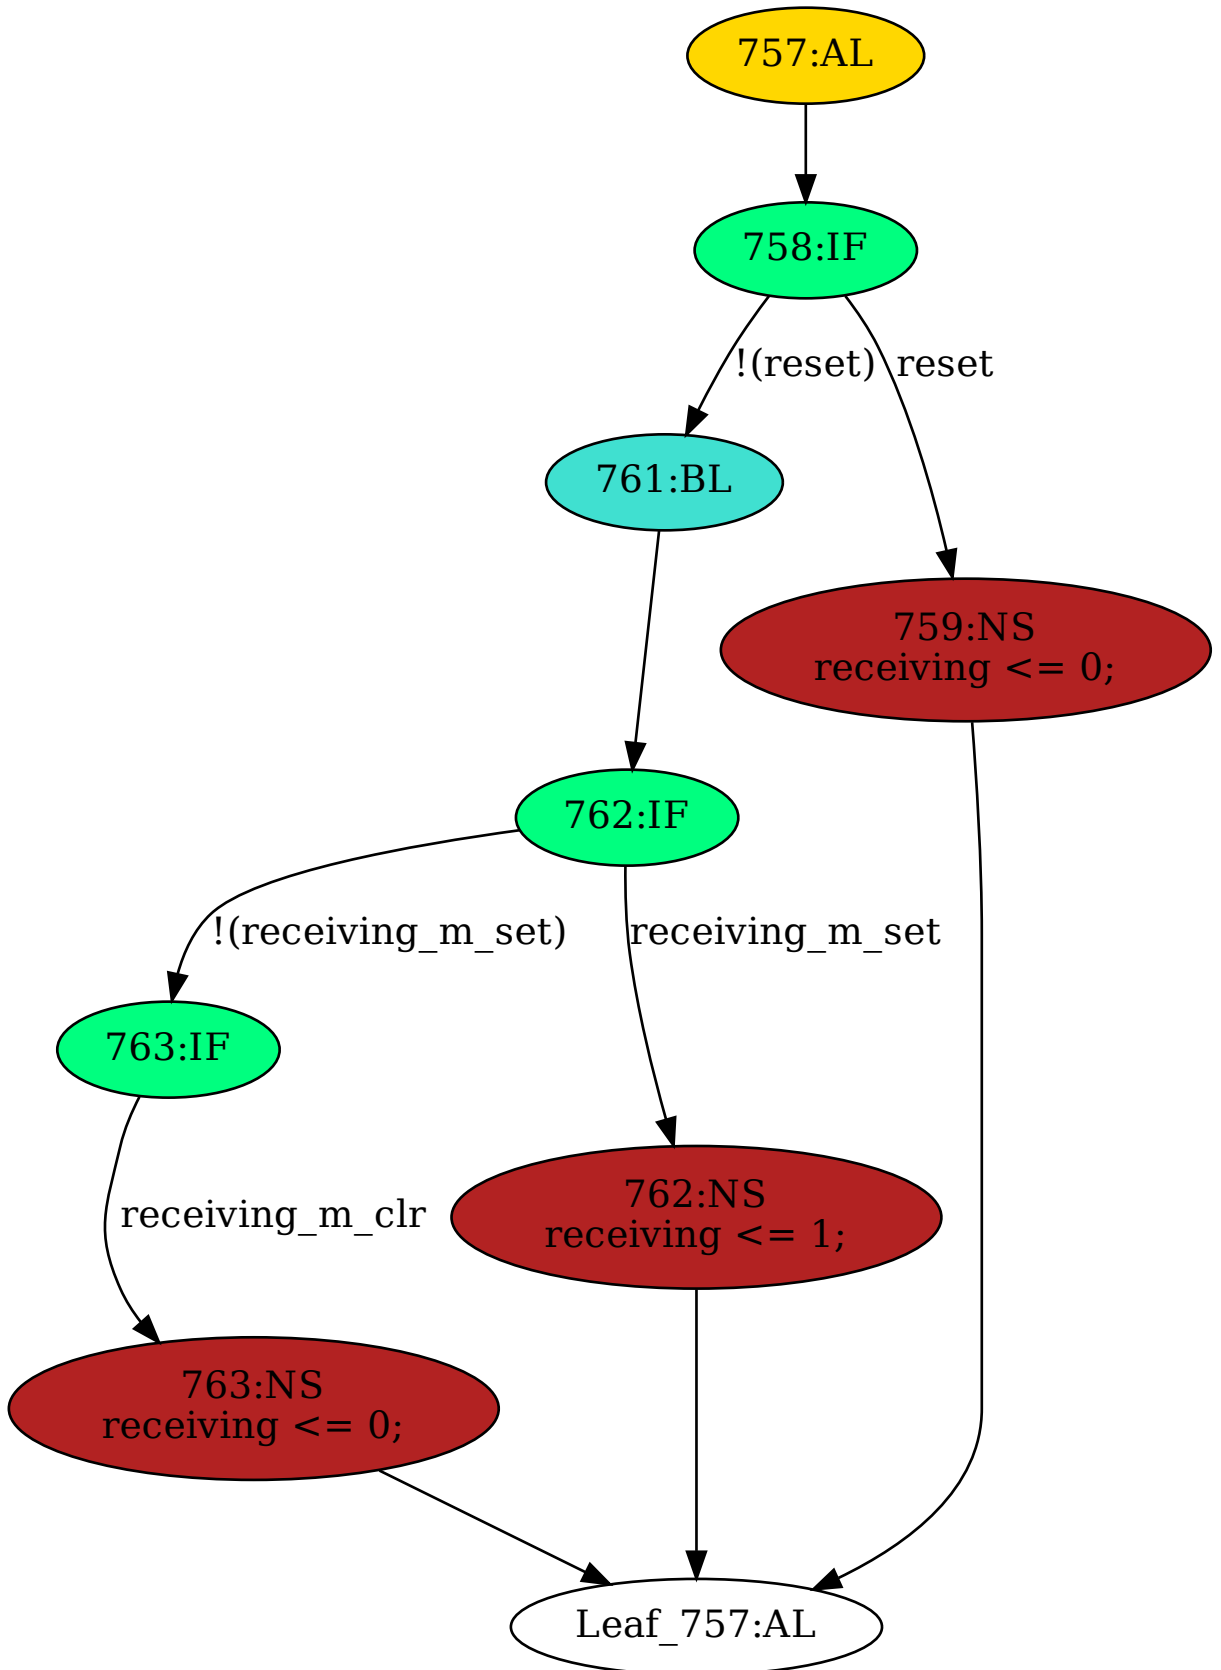 757:AL
758:IF
!(reset)
reset
761:BL
759:NS
receiving <= 0;
762:IF
!(receiving_m_set)
receiving_m_set
763:IF
762:NS
receiving <= 1;
receiving_m_clr
763:NS
receiving <= 0;
Leaf_757:AL